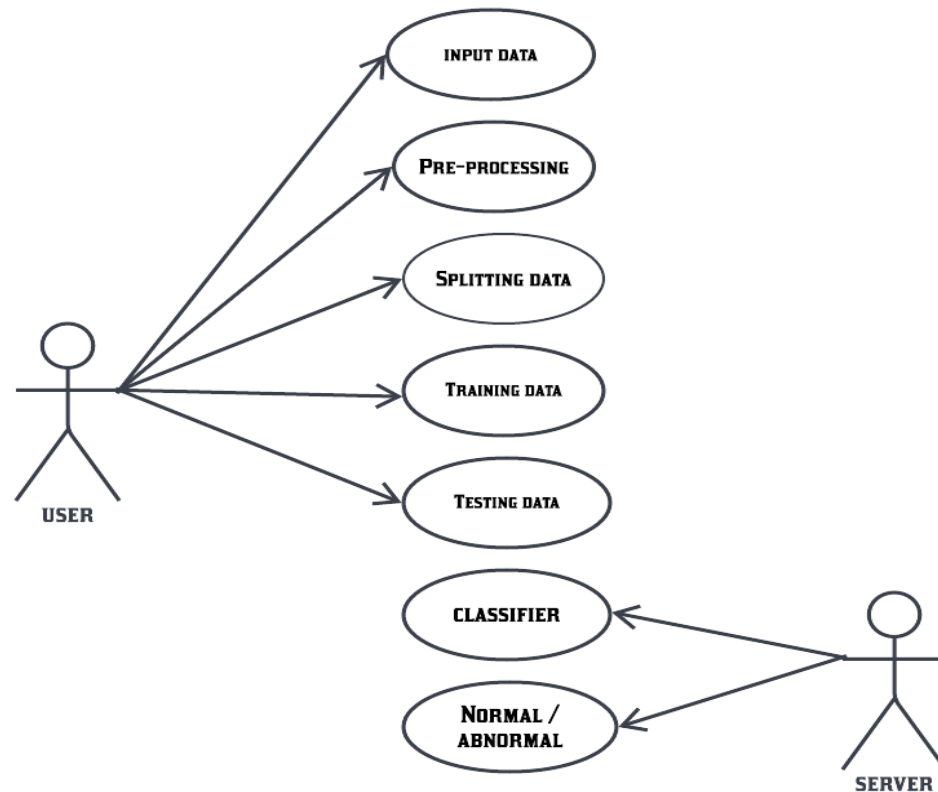 INPUT DATA
PRE-PROCESSING
SPLITTING DATA
TRAINING DATA
TESTING DATA
USER
CLASSIFIER
NORMAL /
ABNORMAL
SERVER